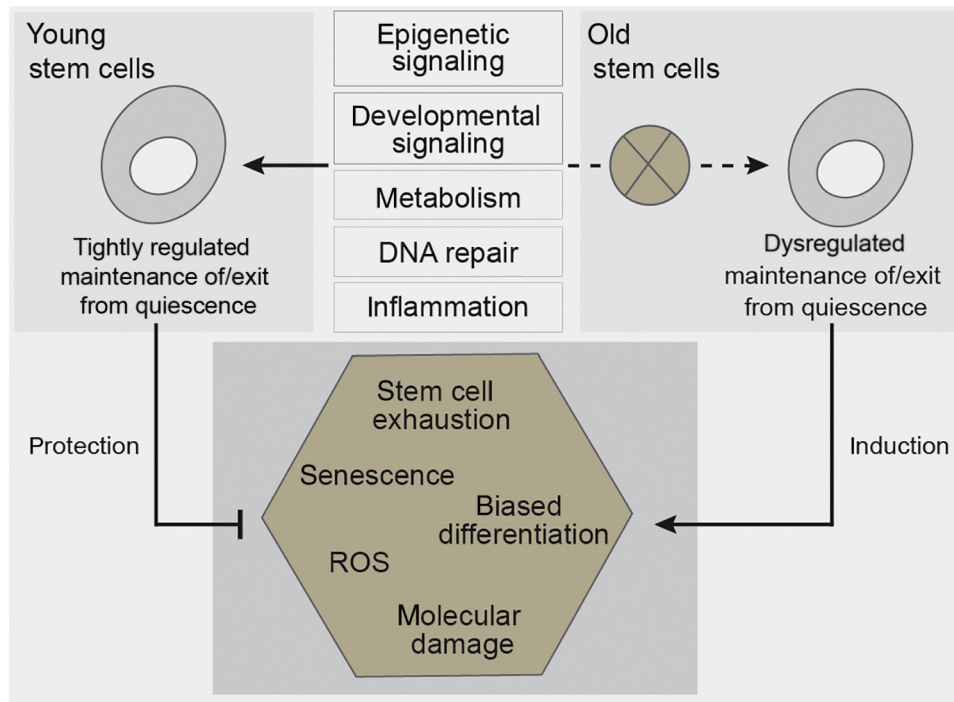 Young
stem cells
Tightly regulated
maintenance of/exit
from quiescence
Epigenetic
signaling
Developmental
signaling
Metabolism
DNA repair
Inflammation
Old
stem cells
Dysregulated
maintenance of/exit
from quiescence
Protection
Stem cell
exhaustion
Senescence
Biased
differentiation
ROS
Molecular
damage
Induction